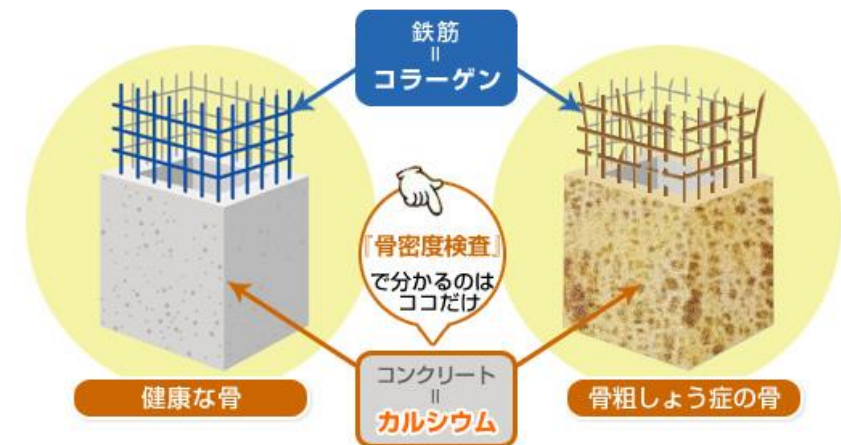 鉄筋
=
コラーゲン
『骨密度検査』
で分かるのは
ココだけ
コンクリート
=
カルシウム
健康な骨
骨粗しょう症の骨